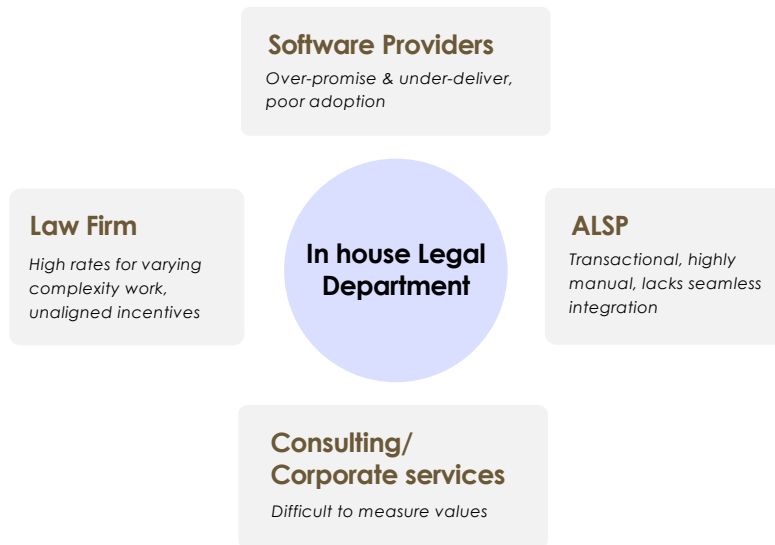 Software Providers
Over-promise & under-deliver,
poor adoption
Law Firm
High rates for varying
complexity work,
unaligned incentives
In house Legal
Department
ALSP
Transactional, highly
manual, lacks seamless
integration
Consulting/
Corporate services
Difficult to measure values